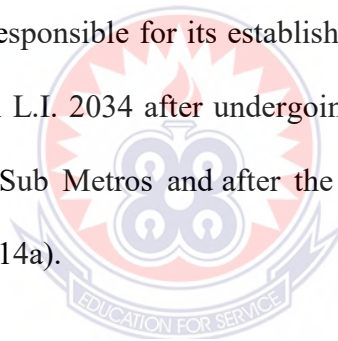 esponsible for its establish
L.I. 2034 after undergoin
Sub Metros and after the
14a).
EDUCATION FOR SERVICE